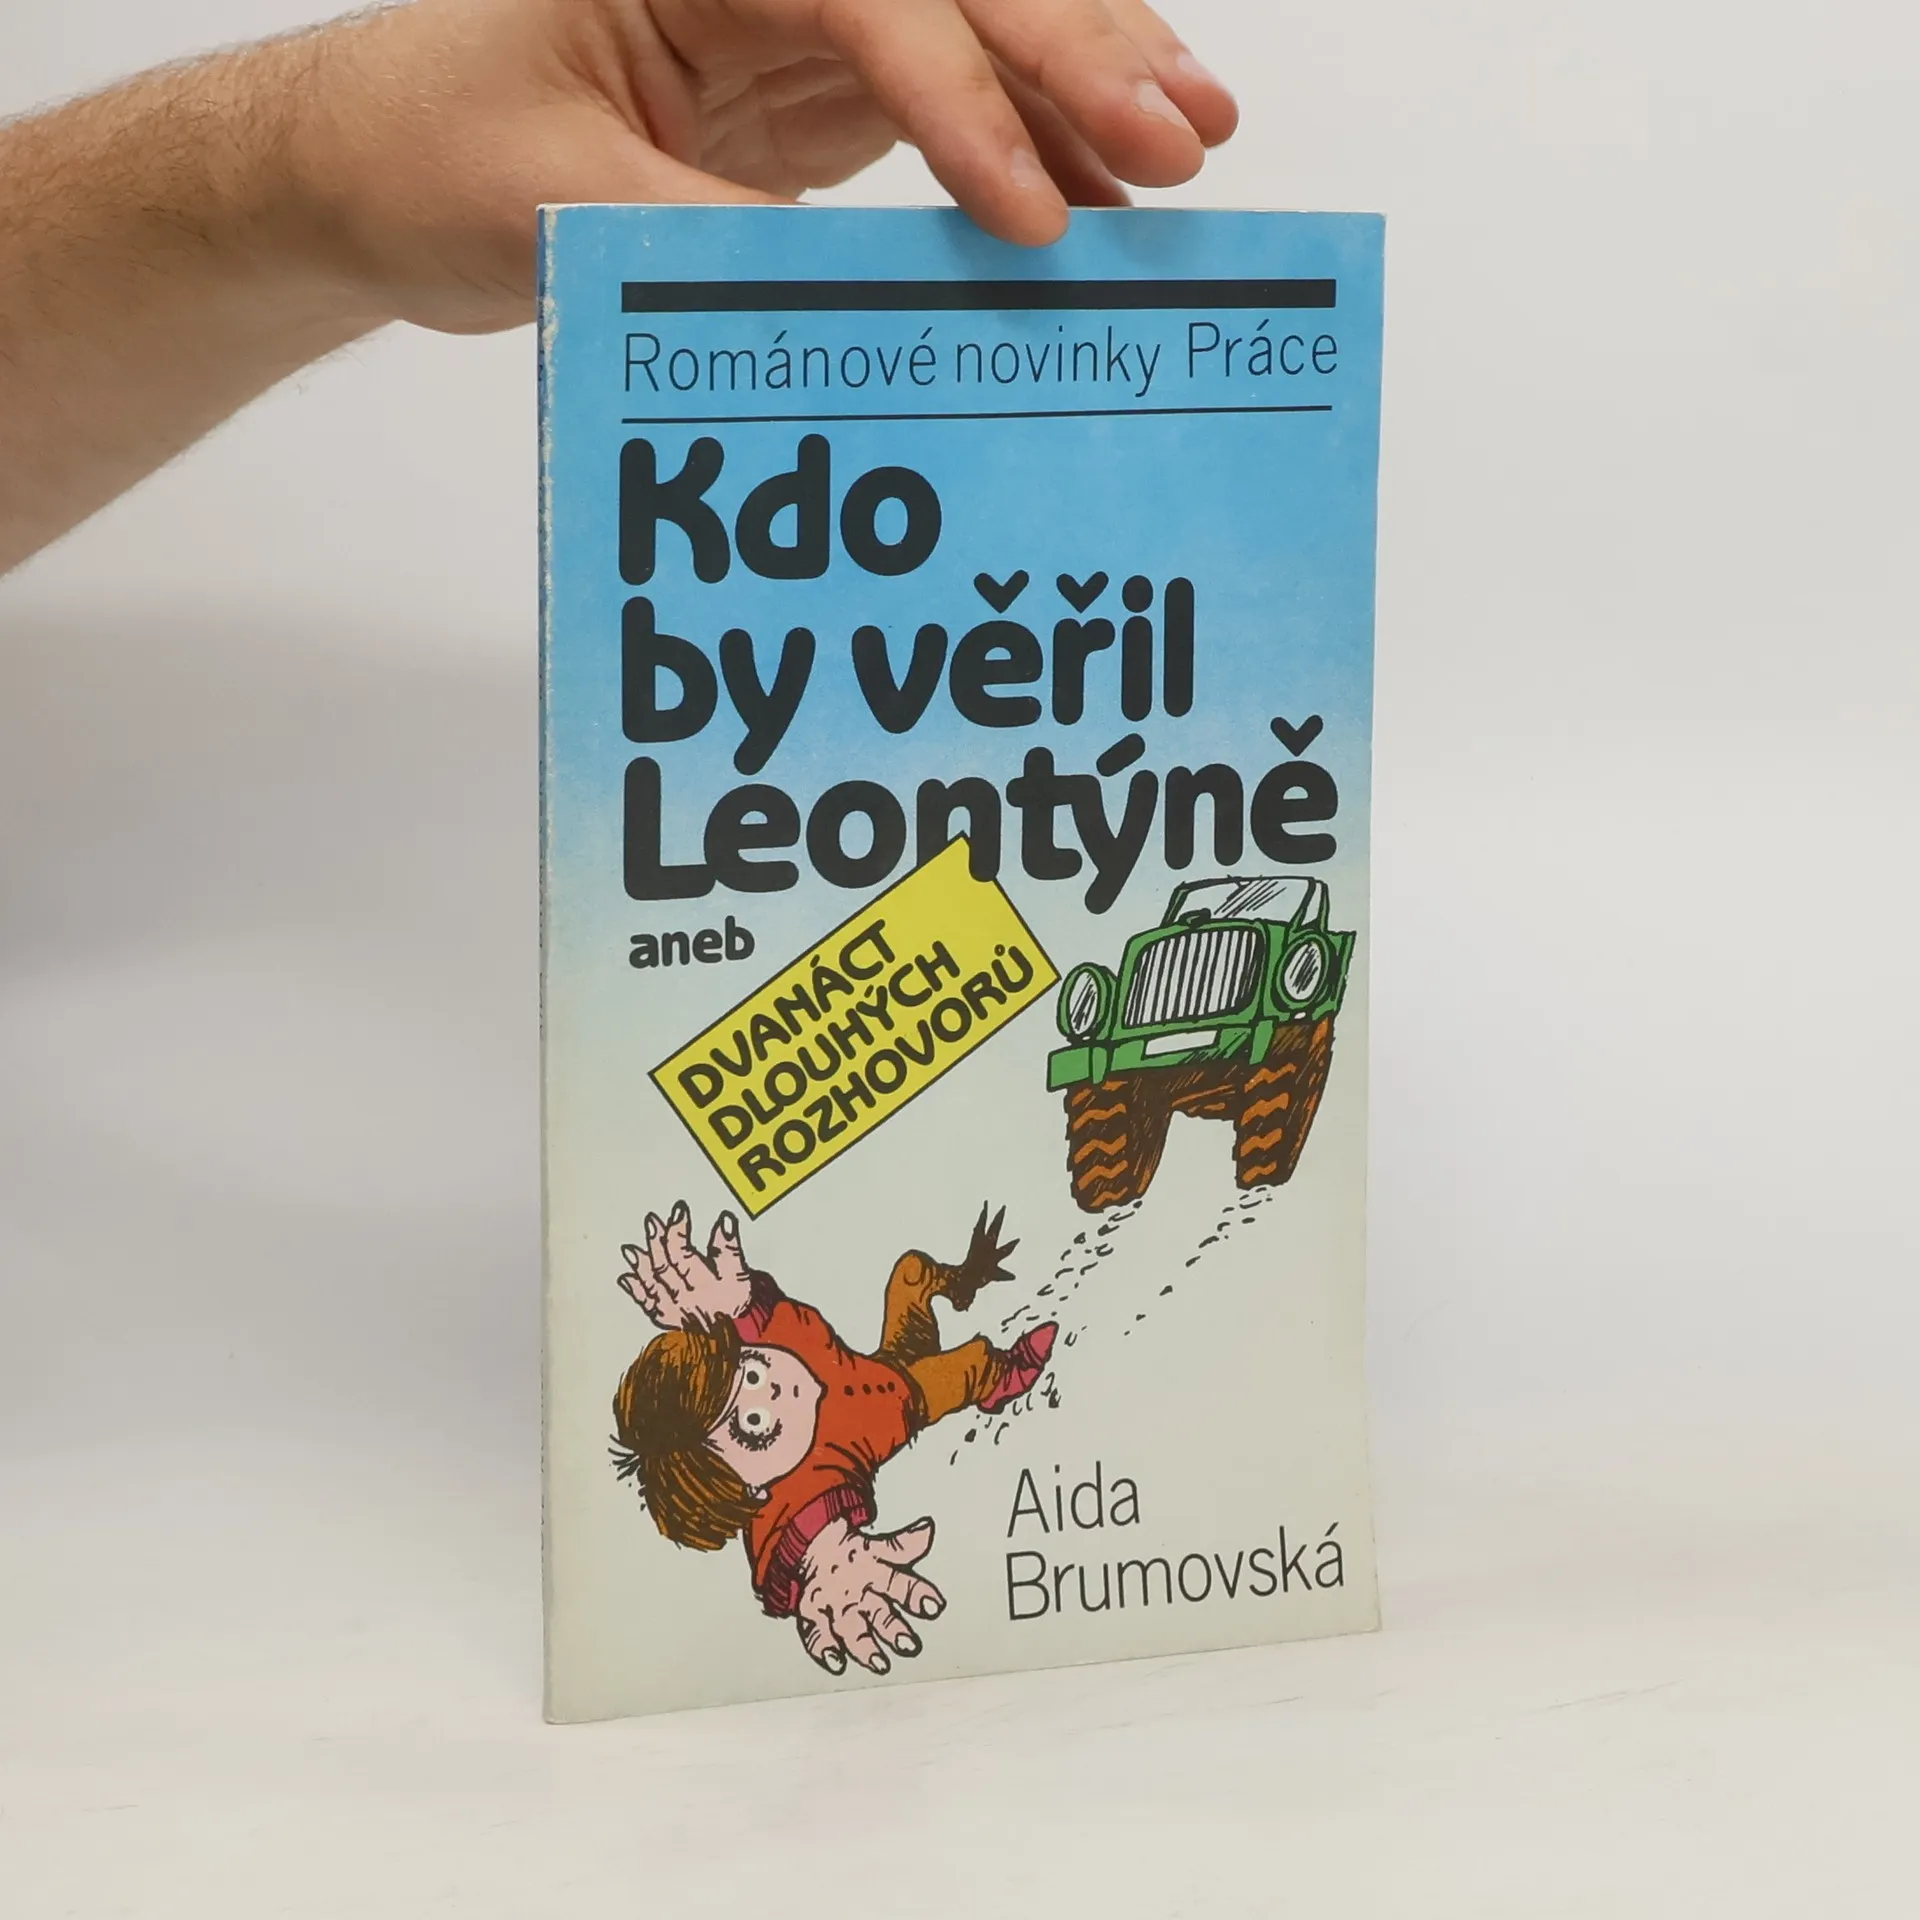 Románové novinky Práce
Kdo
by věřil
Leontýně
aneb
DVANÁCT
DLOUHÝCH
ROZHOVORŮ
Aida
Brumovská